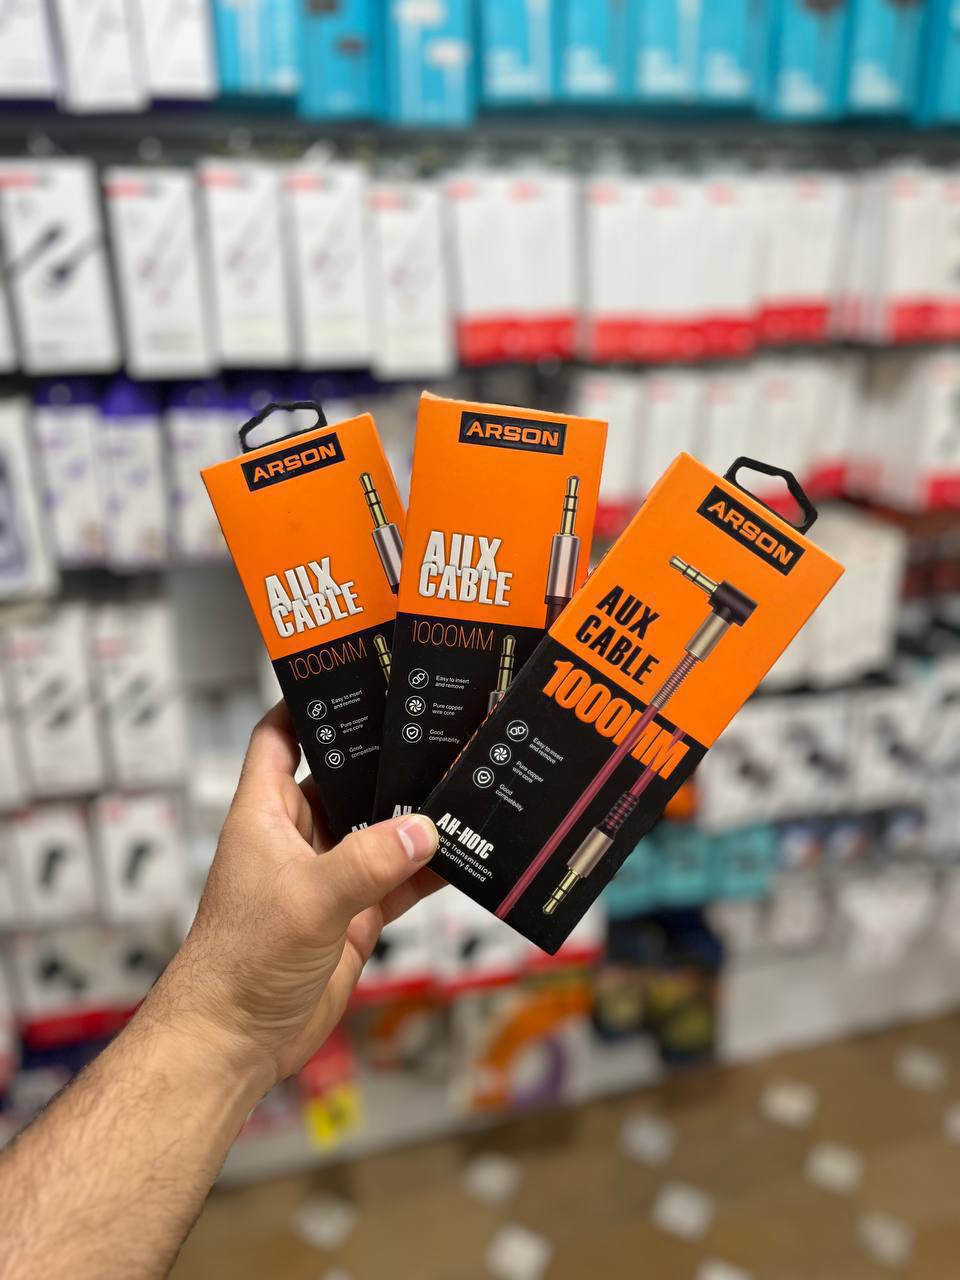 ARSON
AUX
CABLE
1000MM
Easy to insert
and remove
Pure copper
wire core
Good
compatibility
ARSON
AUX
CABLE
1000MM
Easy to insert
and remove
Pure copper
wire core
Good
compatibility
ARSON
AUX
CABLE
1000MM
Easy to insert
and remove
Pure copper
wire core
Good
compatibility
AH-H01C
Transmission,
Quality Sound